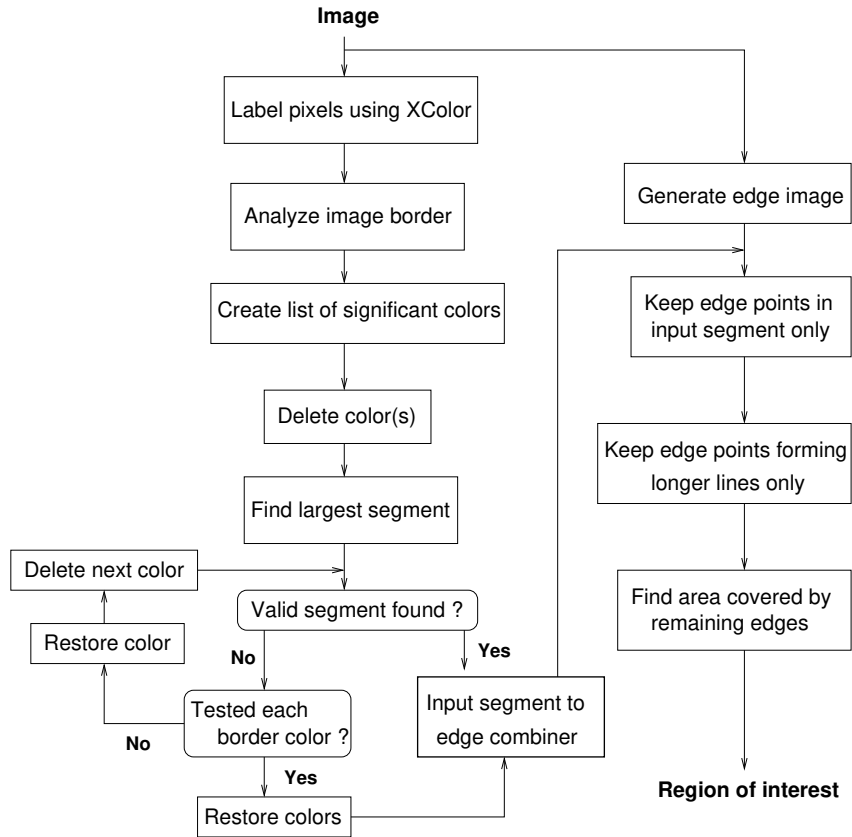 Image
Label pixels using XColor
Analyze image border
Create list of significant colors
Delete color(s)
Find largest segment
Delete next color
Valid segment found ?
Restore color
No
Yes
Tested each
border color ?
No
Yes
Restore colors
Input segment to
edge combiner
Generate edge image
Keep edge points in
input segment only
Keep edge points forming
longer lines only
Find area covered by
remaining edges
Region of interest